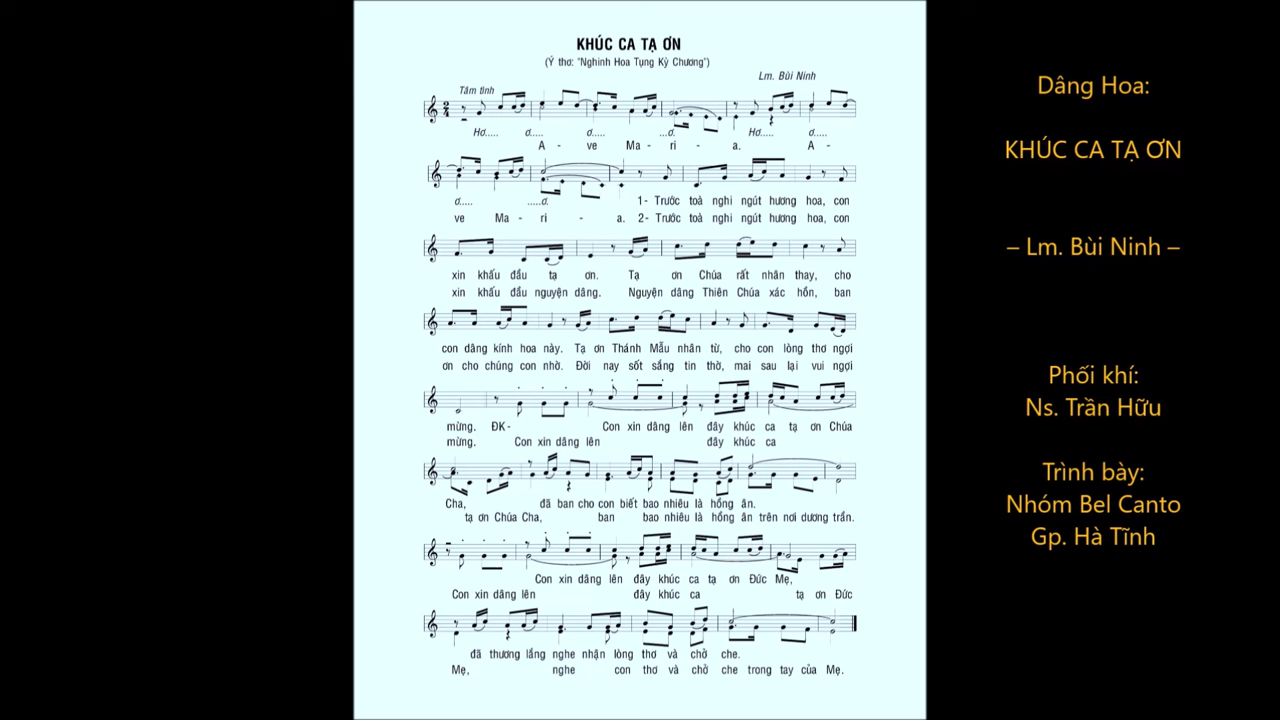 KHÚC CA TẠ ƠN
(Ý thơ: "Nghinh Hoa Tụng Kỳ Chương")
Lm. Bùi Ninh
Tâm tình
Hơ..... ơ..... ơ..... ...ơ. Hơ..... ơ.....
A - ve Ma - ri - a. A -
ơ..... .....ơ. 1- Trước toà nghi ngút hương hoa, con
ve Ma - ri - a. 2- Trước toà nghi ngút hương hoa, con
xin khấu đầu tạ ơn. Tạ ơn Chúa rất nhân thay, cho
xin khấu đầu nguyện dâng. Nguyện dâng Thiên Chúa xác hồn, ban
con dâng kính hoa này. Tạ ơn Thánh Mẫu nhân từ, cho con lòng thơ ngợi
ơn cho chúng con nhờ. Đời nay sốt sắng tin thờ, mai sau lại vui ngợi
mừng. ĐK- Con xin dâng lên đây khúc ca tạ ơn Chúa
mừng. Con xin dâng lên đây khúc ca
Cha, đã ban cho con biết bao nhiêu là hồng ân.
tạ ơn Chúa Cha, ban bao nhiêu là hồng ân trên nơi dương trần.
Con xin dâng lên đây khúc ca tạ ơn Đức Mẹ,
Con xin dâng lên đây khúc ca tạ ơn Đức
đã thương lắng nghe nhận lòng thơ và chở che.
Mẹ, nghe con thơ và chở che trong tay của Mẹ.
Dâng Hoa:
KHÚC CA TẠ ƠN
– Lm. Bùi Ninh –
Phối khí:
Ns. Trần Hữu
Trình bày:
Nhóm Bel Canto
Gp. Hà Tĩnh